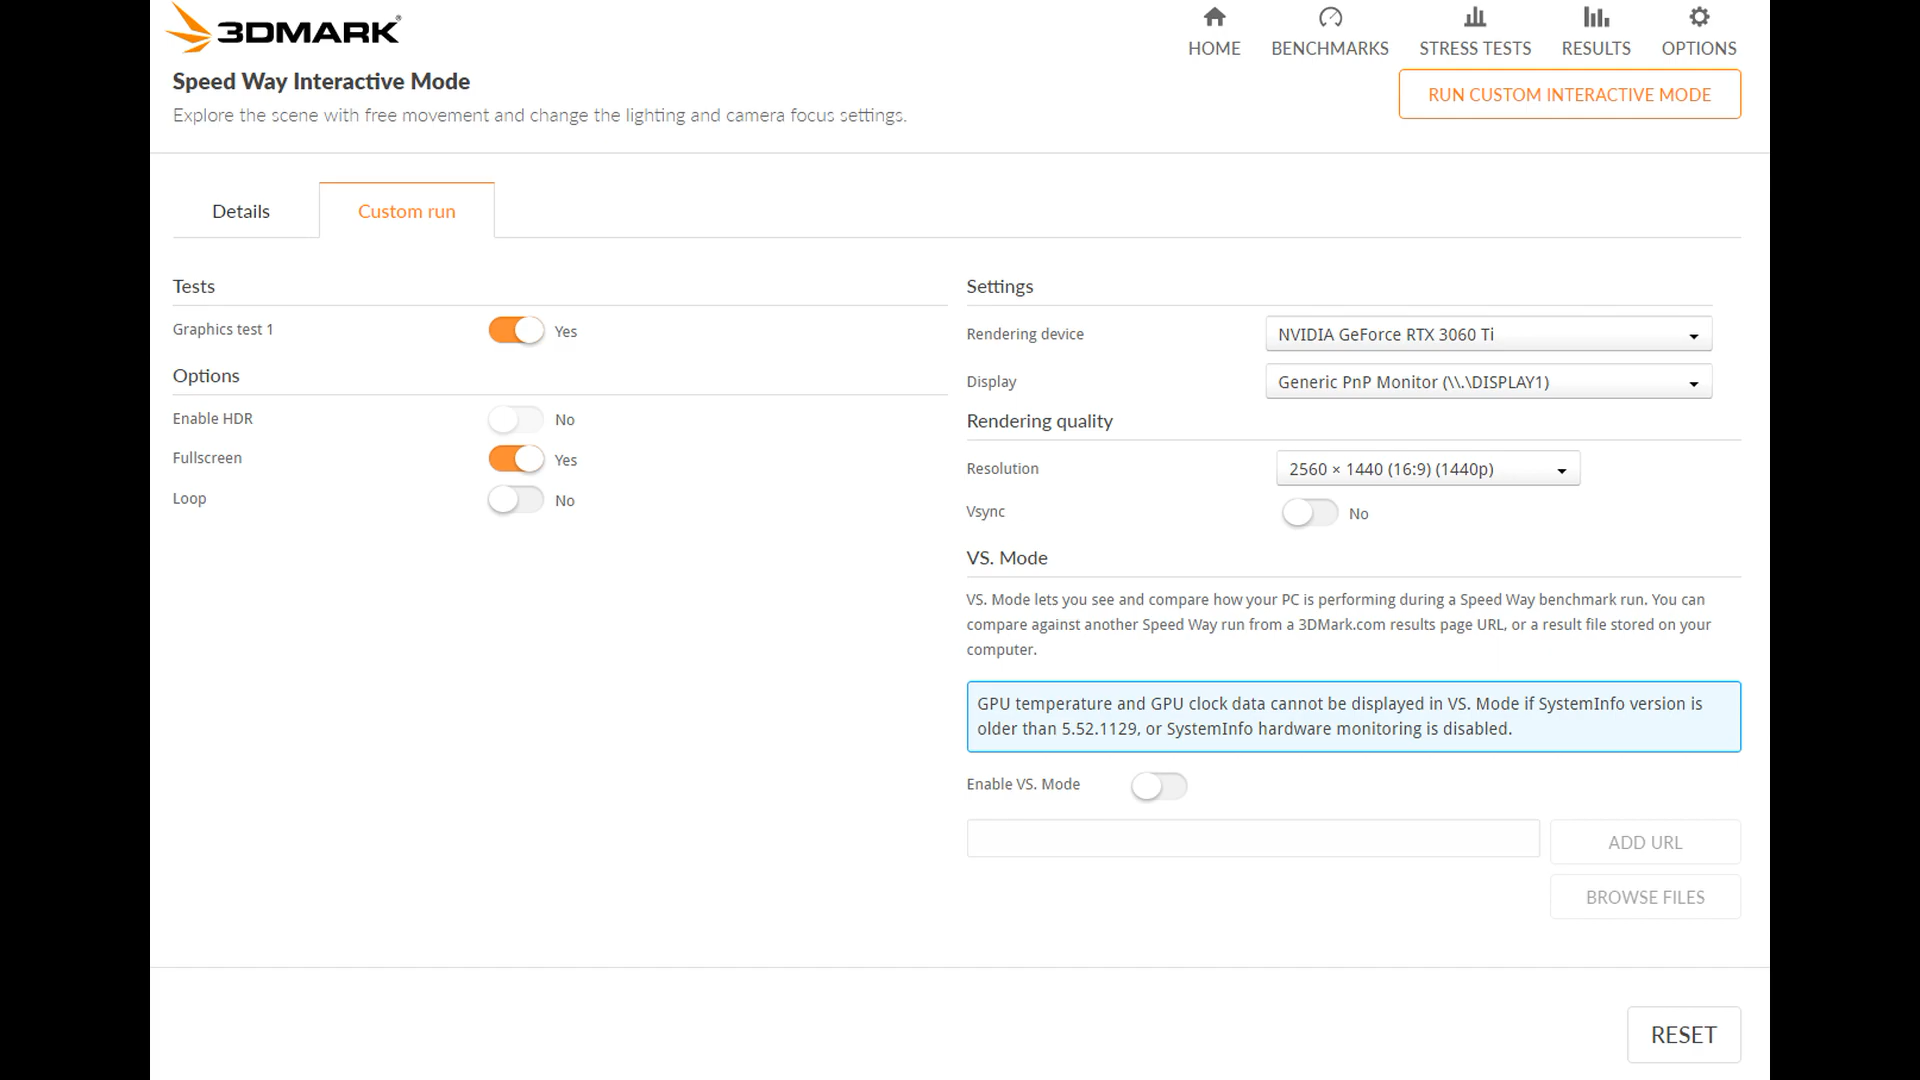 3DMARK®
HOME
BENCHMARKS
STRESS TESTS
RESULTS
OPTIONS
Speed Way Interactive Mode
Explore the scene with free movement and change the lighting and camera focus settings.
RUN CUSTOM INTERACTIVE MODE
Details
Custom run
Tests
Graphics test 1
Yes
Options
Enable HDR
No
Fullscreen
Yes
Loop
No
Settings
Rendering device
NVIDIA GeForce RTX 3060 Ti
Display
Generic PnP Monitor (\\.\DISPLAY1)
Rendering quality
Resolution
2560 × 1440 (16:9) (1440p)
Vsync
No
VS. Mode
VS. Mode lets you see and compare how your PC is performing during a Speed Way benchmark run. You can
compare against another Speed Way run from a 3DMark.com results page URL, or a result file stored on your
computer.
GPU temperature and GPU clock data cannot be displayed in VS. Mode if SystemInfo version is
older than 5.52.1129, or SystemInfo hardware monitoring is disabled.
Enable VS. Mode
ADD URL
BROWSE FILES
RESET